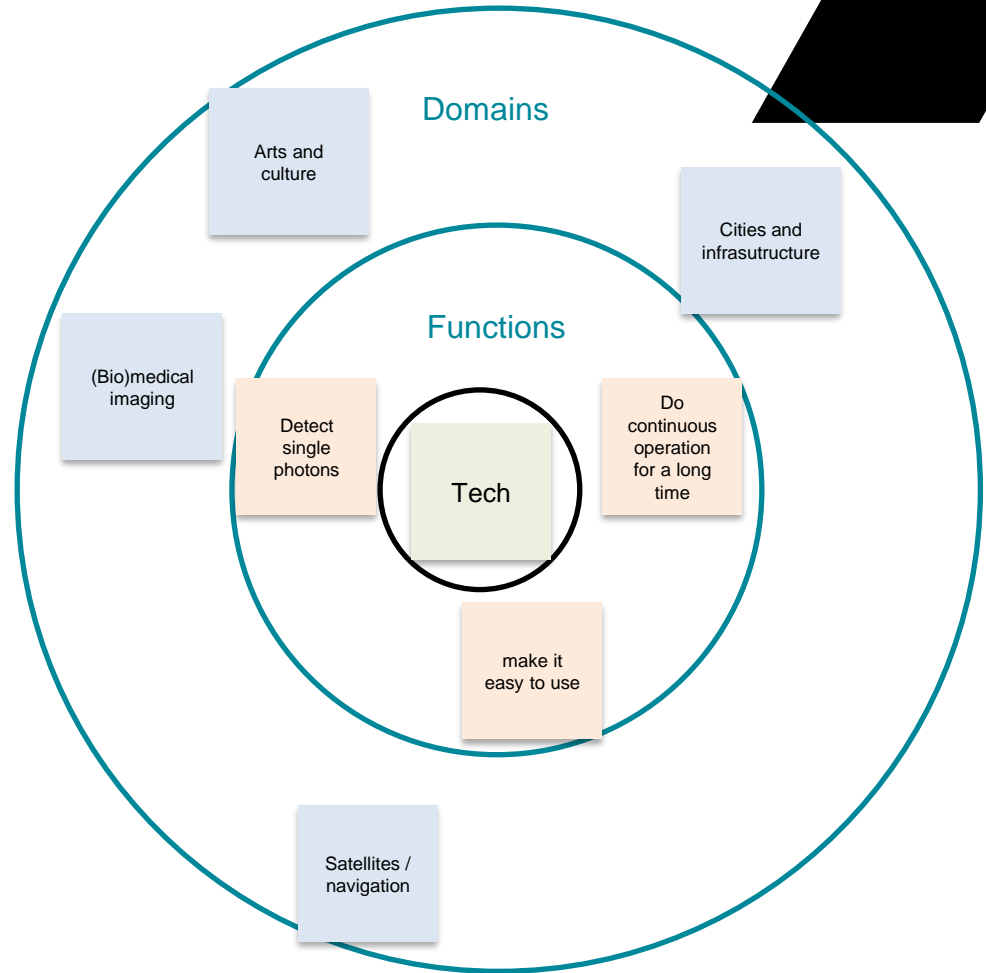 Domains
Arts and
culture
Cities and
infrasutructure
Functions
(Bio)medical
imaging
Detect
single
photons
Tech
Do
continuous
operation
for a long
time
make it
easy to use
Satellites /
navigation